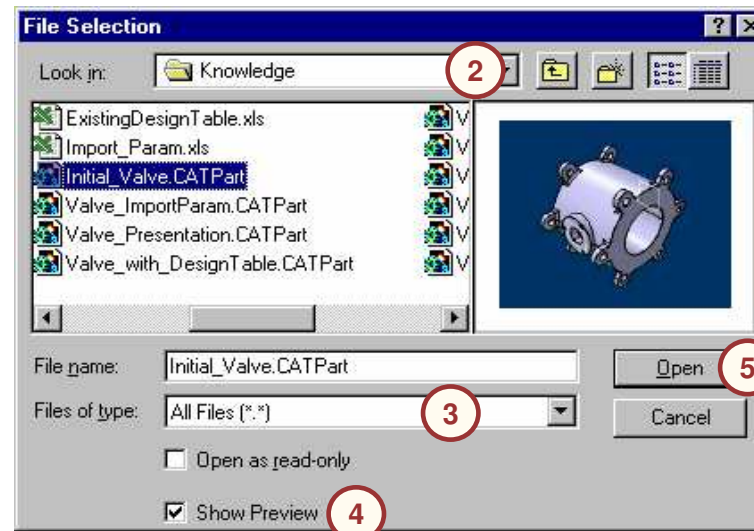 File Selection ? ×
Look in: Knowledge 2
ExistingDesignTable.xls V
Import_Param.xls V
Initial_Valve.CATPart V
Valve_ImportParam.CATPart V
Valve_Presentation.CATPart V
Valve_with_DesignTable.CATPart V
File name: Initial_Valve.CATPart Open 5
Files of type: All Files (*.*) 3 Cancel
Open as read-only
Show Preview 4